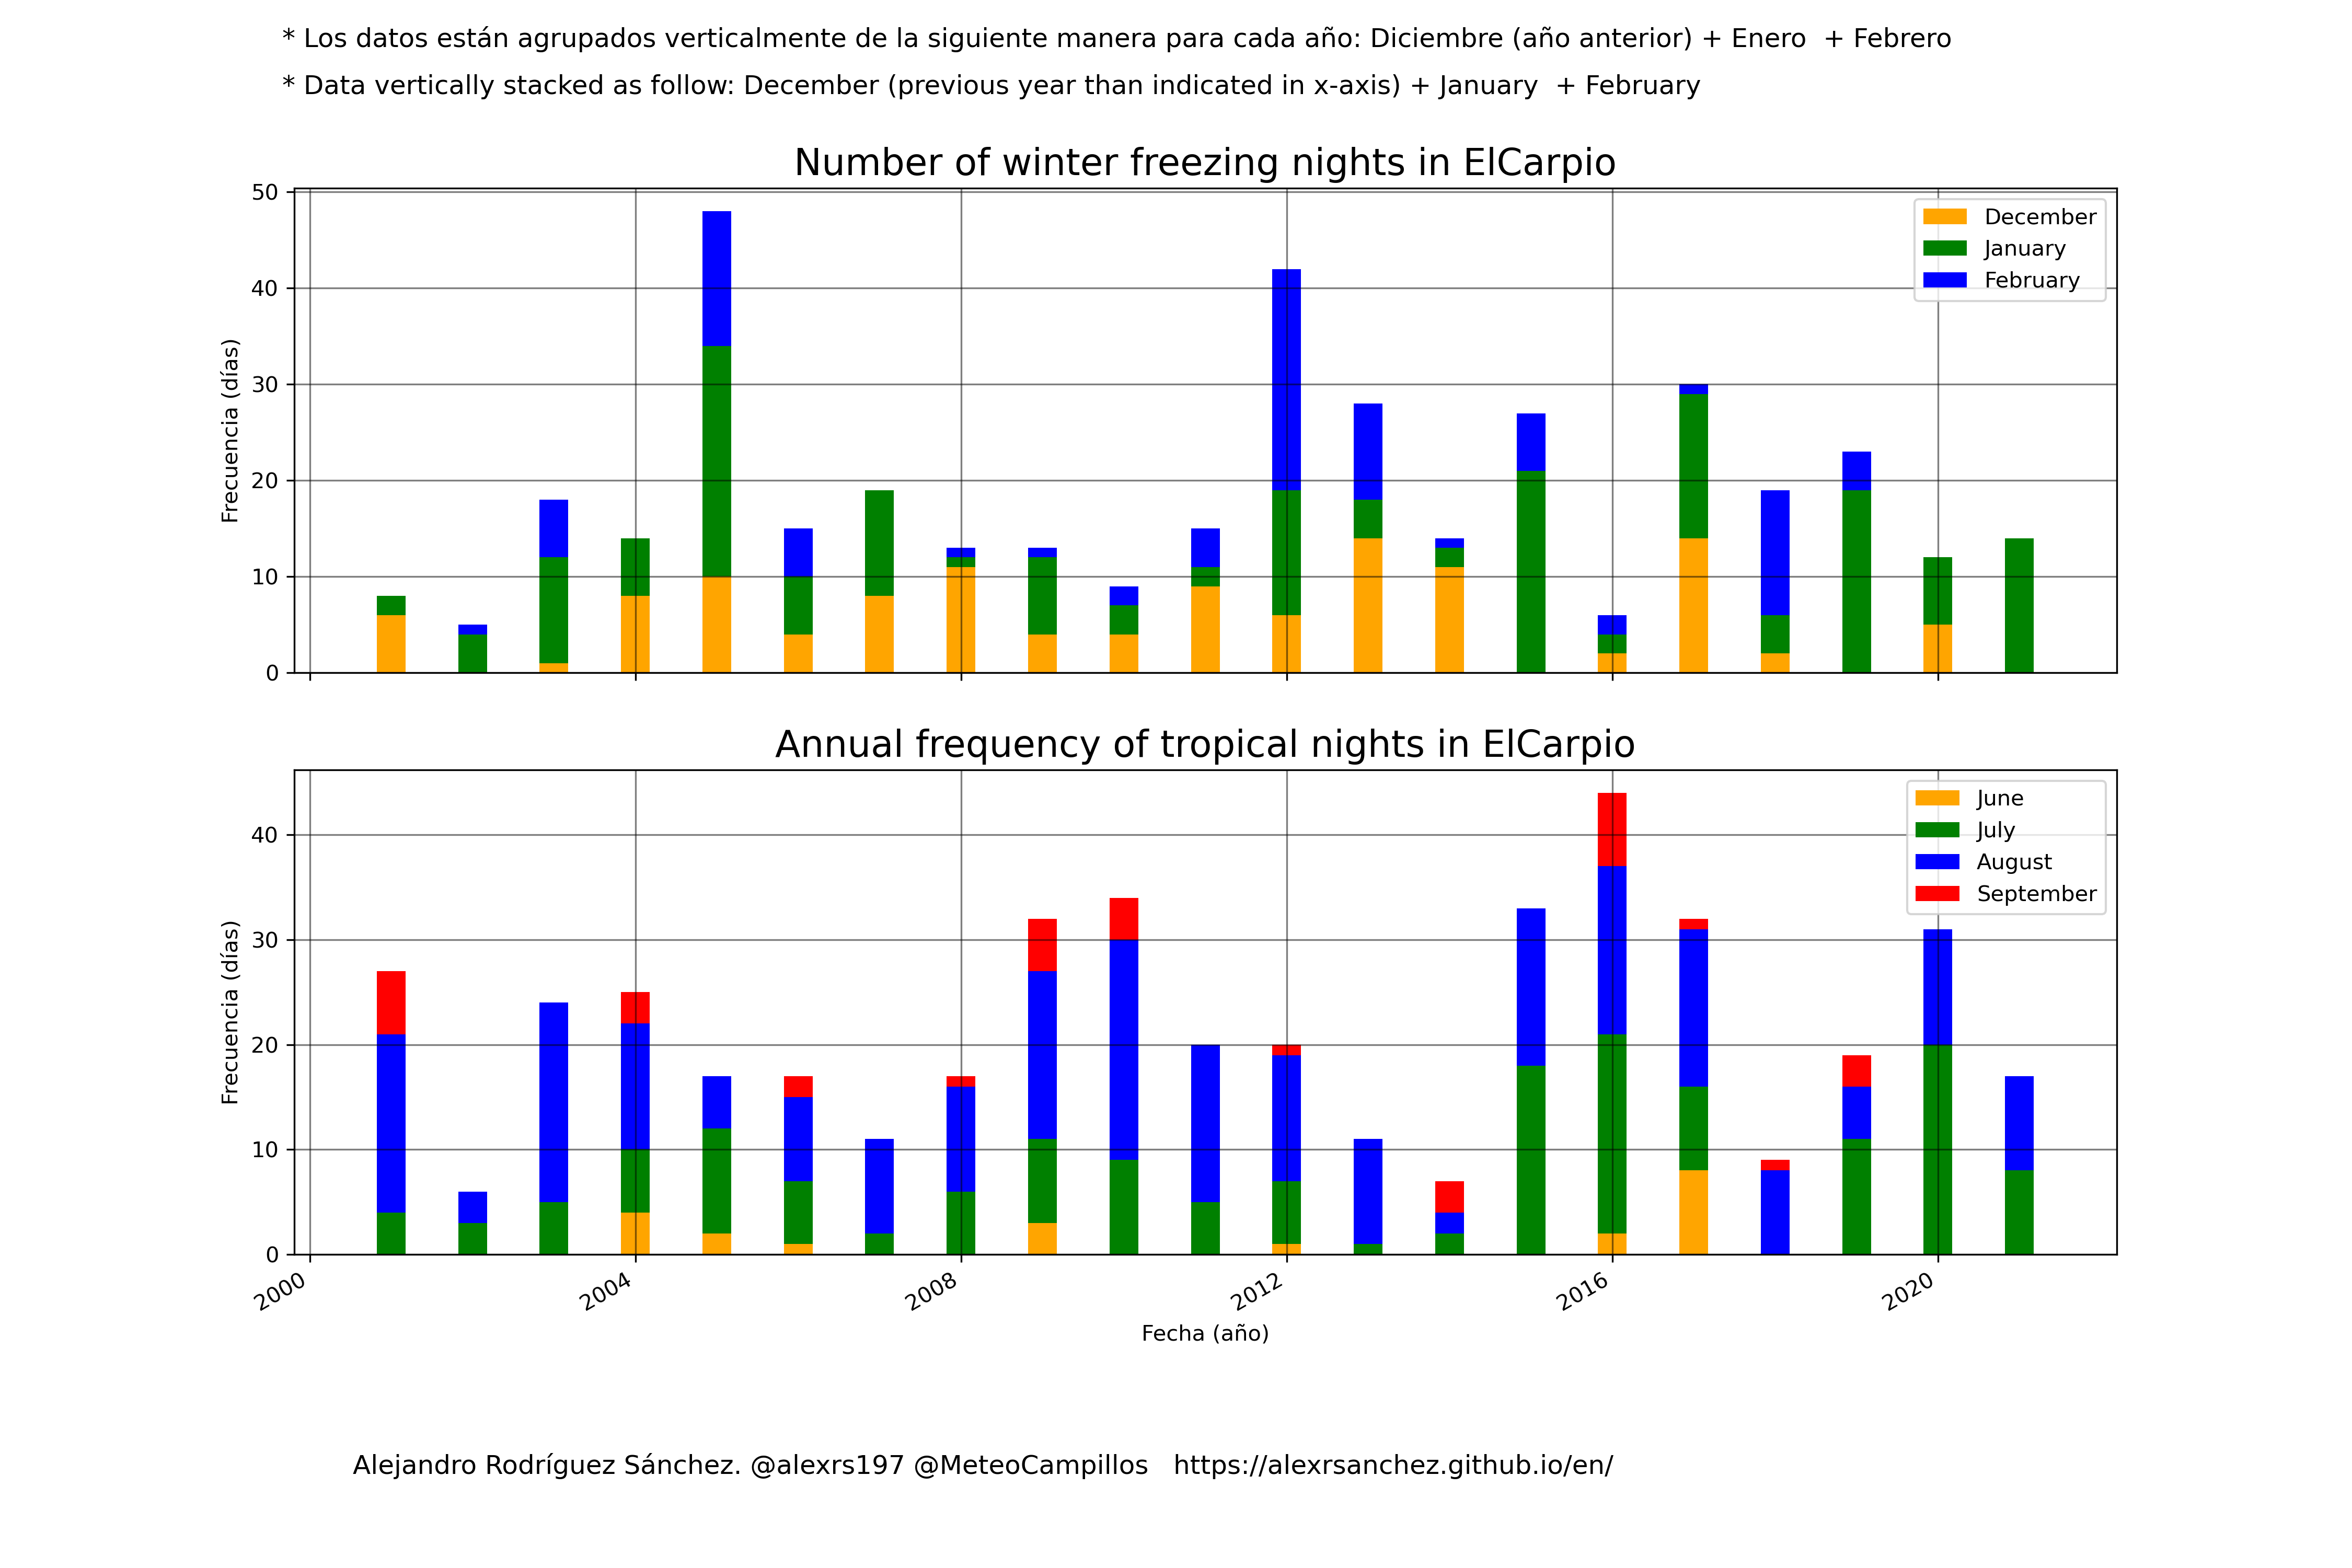 * Los datos están agrupados verticalmente de la siguiente manera para cada año: Diciembre (año anterior) + Enero  + Febrero
* Data vertically stacked as follow: December (previous year than indicated in x-axis) + January  + February
Number of winter freezing nights in ElCarpio
50
40
30
20
10
0
Frecuencia (días)
December
January
February
Annual frequency of tropical nights in ElCarpio
40
30
20
10
0
Frecuencia (días)
June
July
August
September
2000
2004
2008
2012
2016
2020
Fecha (año)
Alejandro Rodríguez Sánchez. @alexrs197 @MeteoCampillos   https://alexrsanchez.github.io/en/